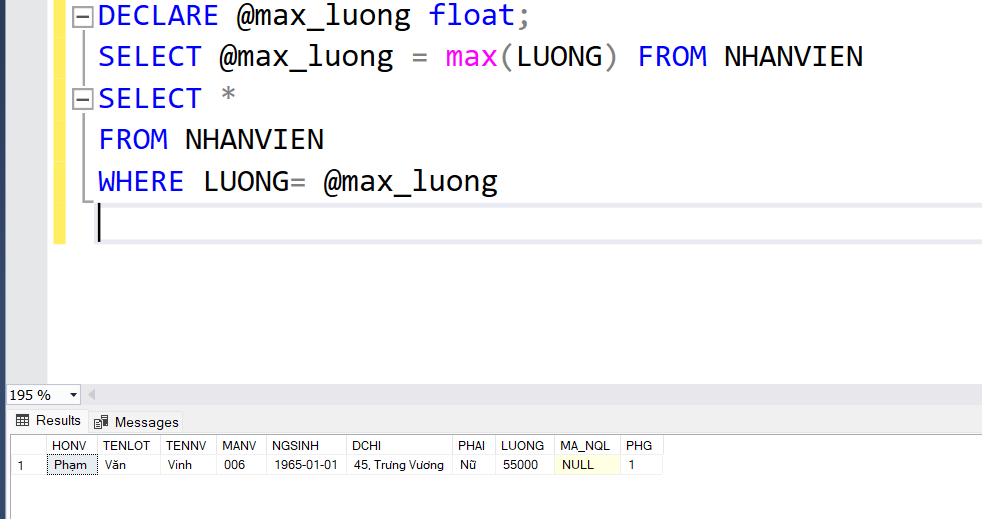 DECLARE @max_luong float;
SELECT @max_luong = max(LUONG) FROM NHANVIEN
SELECT *
FROM NHANVIEN
WHERE LUONG= @max_luong
195 %
Results Messages
HONV TENLOT TENNV MANV NGSINH DCHI PHAI LUONG MA_NQL PHG
1 Phạm Văn Vinh 006 1965-01-01 45, Trưng Vương Nữ 55000 NULL 1